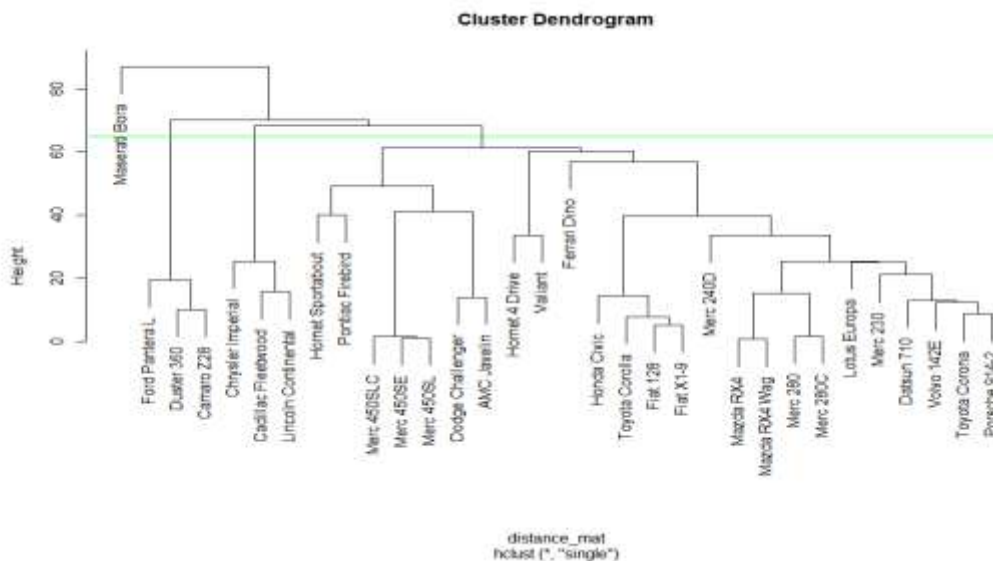 Cluster Dendrogram
Height
80
60
40
20
0
Maserati Bora
Ford Pantera L
Duster 360
Camaro Z28
Chrysler Imperial
Cadillac Fleetwood
Lincoln Continental
Hornet Sportabout
Pontiac Firebird
Merc 450SLC
Merc 450SE
Merc 450SL
Dodge Challenger
AMC Javelin
Hornet 4 Drive
Valiant
Ferrari Dino
Honda Civic
Toyota Corolla
Fiat 128
Fiat X1-9
Merc 240D
Mazda RX4
Mazda RX4 Wag
Merc 280
Merc 280C
Lotus Europa
Merc 230
Datsun 710
Volvo 142E
Toyota Corona
Porsche 914-2
distance_mat
hclust (*, "single")